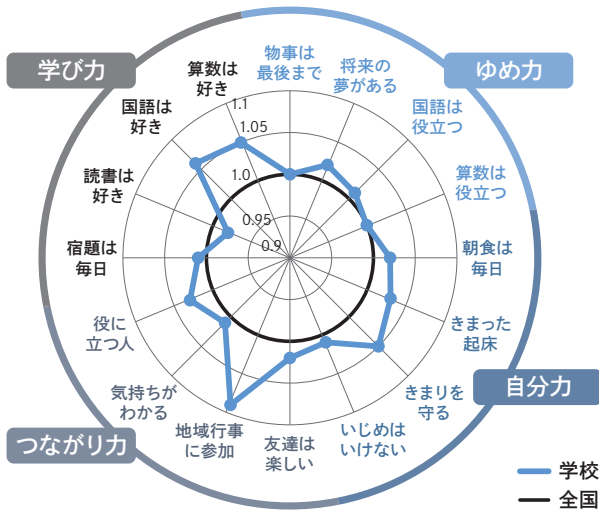 学び力
ゆめ力
自分力
つながり力
物事は
最後まで
将来の
夢がある
国語は
役立つ
算数は
役立つ
朝食は
毎日
きまった
起床
きまりを
守る
いじめは
いけない
友達は
楽しい
地域行事
に参加
気持ちが
わかる
役に
立つ人
宿題は
毎日
読書は
好き
国語は
好き
算数は
好き
1.1
1.05
1.0
0.95
0.9
学校
全国